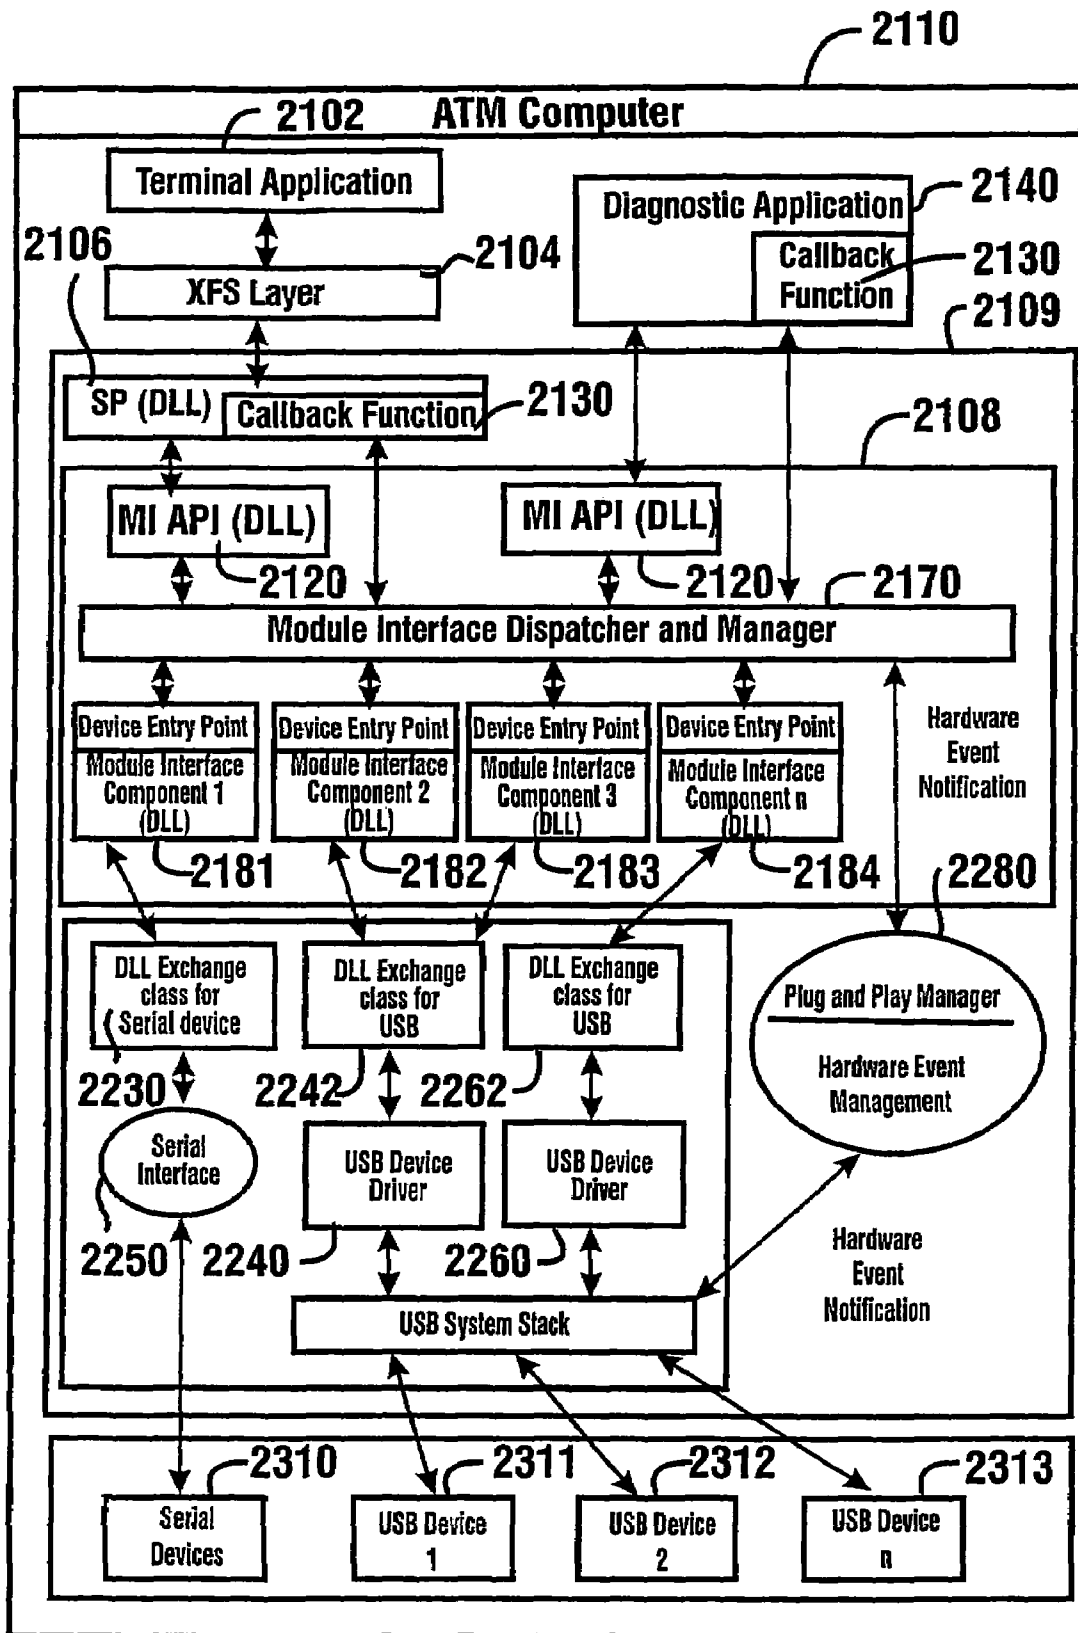 2110
ATM Computer
2102
Terminal Application
2140
Diagnostic Application
2106
2104
Callback
Function
2130
XFS Layer
2109
SP (DLL)
Callback Function
2130
2108
MI API (DLL)
MI API (DLL)
2120
2120
2170
Module Interface Dispatcher and Manager
Device Entry Point
Module Interface
Component 1
(DLL)
Device Entry Point
Module Interface
Component 2
(DLL)
Device Entry Point
Module Interface
Component 3
(DLL)
Device Entry Point
Module Interface
Component n
(DLL)
Hardware
Event
Notification
2181
2182
2183
2184
2280
DLL Exchange
class for
Serial device
DLL Exchange
class for
USB
DLL Exchange
class for
USB
Plug and Play Manager
Hardware Event
Management
2230
2242
2262
Serial
Interface
USB Device
Driver
USB Device
Driver
2250
2240
2260
Hardware
Event
Notification
USB System Stack
2310
2311
2312
2313
Serial
Devices
USB Device
1
USB Device
2
USB Device
n